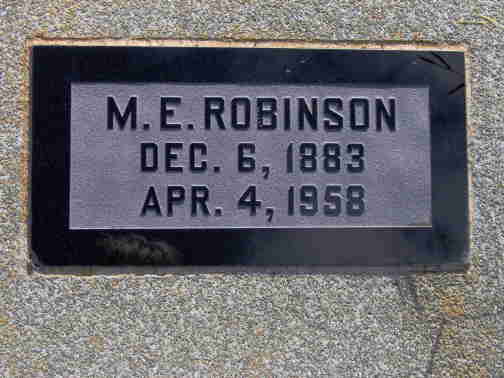 M.E. ROBINSON
DEC. 6, 1883
APR. 4, 1958